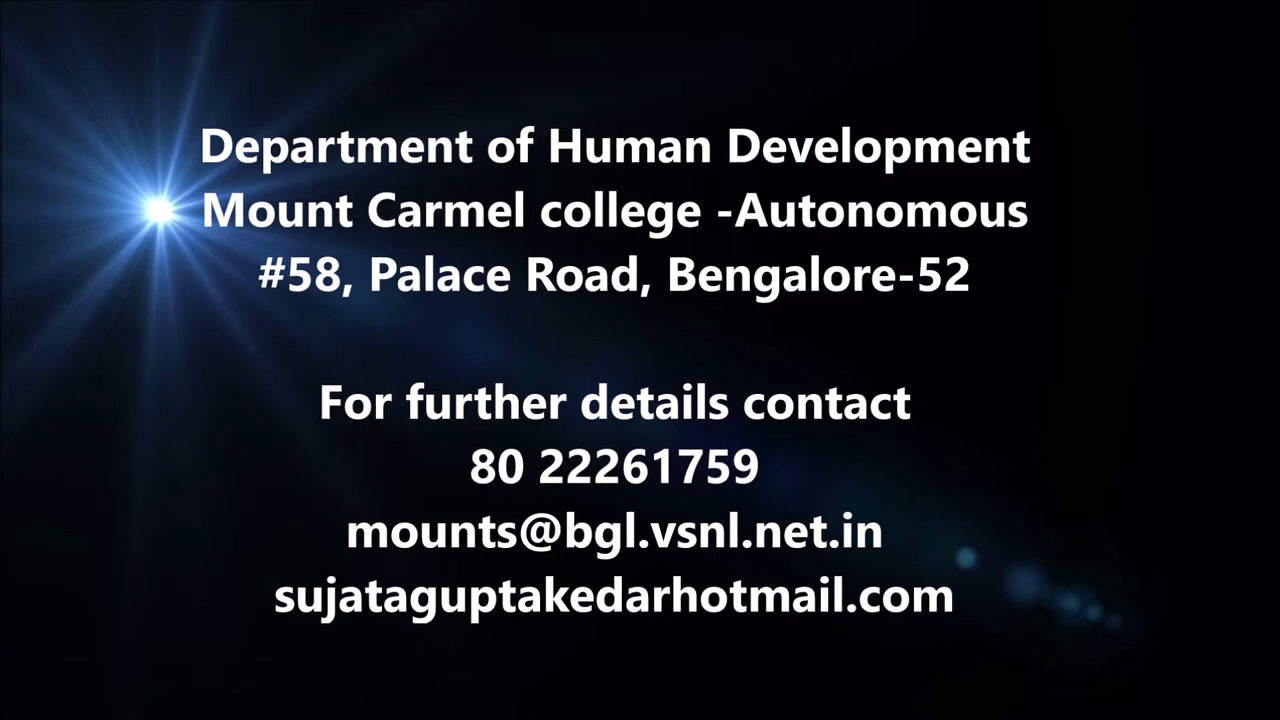 Department of Human Development
Mount Carmel college -Autonomous
#58, Palace Road, Bengalore-52
For further details contact
80 22261759
mounts@bgl.vsnl.net.in
sujataguptakedarhotmail.com